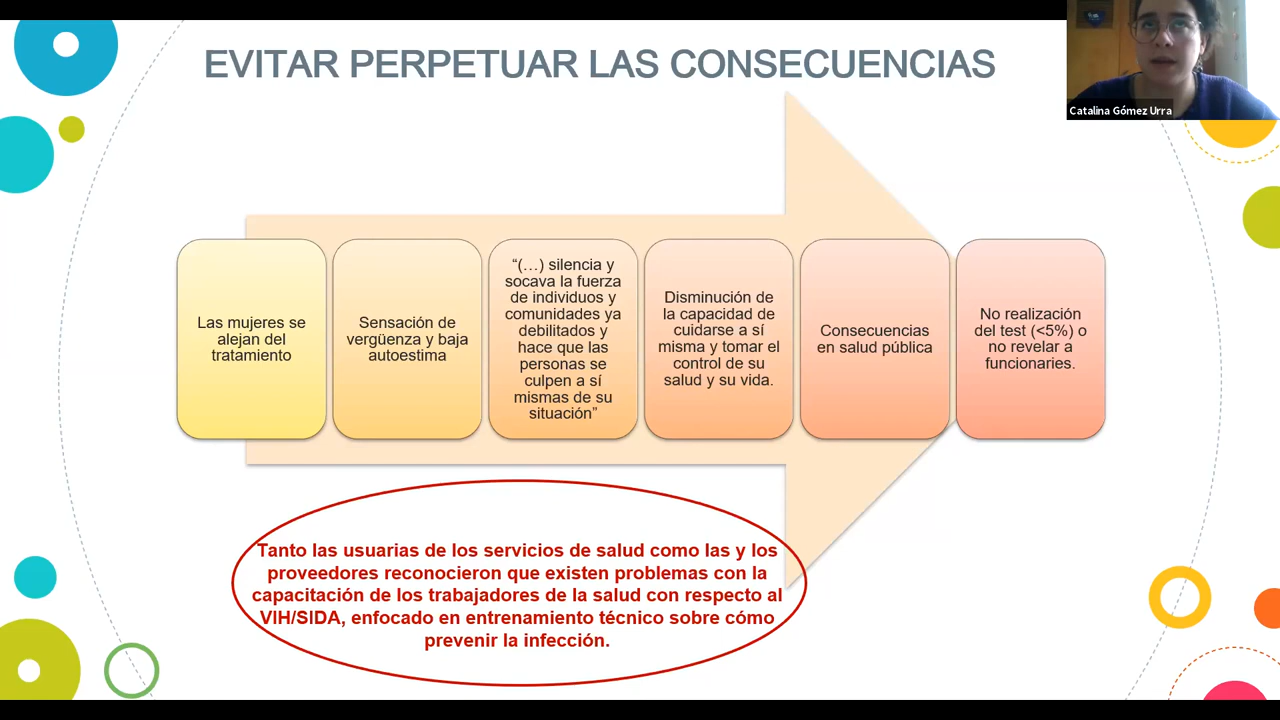 EVITAR PERPETUAR LAS CONSECUENCIAS
Catalina Gómez Urra
Las mujeres se
alejan del
tratamiento
Sensación de
vergüenza y baja
autoestima
“(…) silencia y
socava la fuerza
de individuos y
comunidades ya
debilitados y
hace que las
personas se
culpen a sí
mismas de su
situación”
Disminución de
la capacidad de
cuidarse a sí
misma y tomar el
control de su
salud y su vida.
Consecuencias
en salud pública
No realización
del test (<5%) o
no revelar a
funcionaries.
Tanto las usuarias de los servicios de salud como las y los
proveedores reconocieron que existen problemas con la
capacitación de los trabajadores de la salud con respecto al
VIH/SIDA, enfocado en entrenamiento técnico sobre cómo
prevenir la infección.